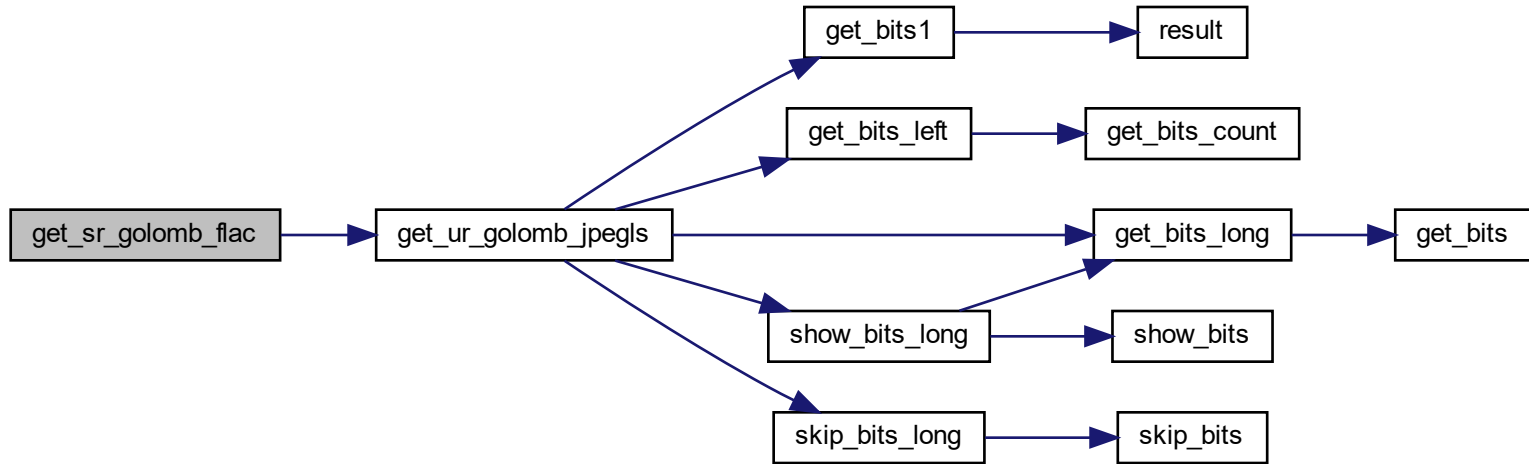 get_bits1
result
get_bits_left
get_bits_count
get_sr_golomb_flac
get_ur_golomb_jpegls
get_bits_long
get_bits
show_bits_long
show_bits
skip_bits_long
skip_bits